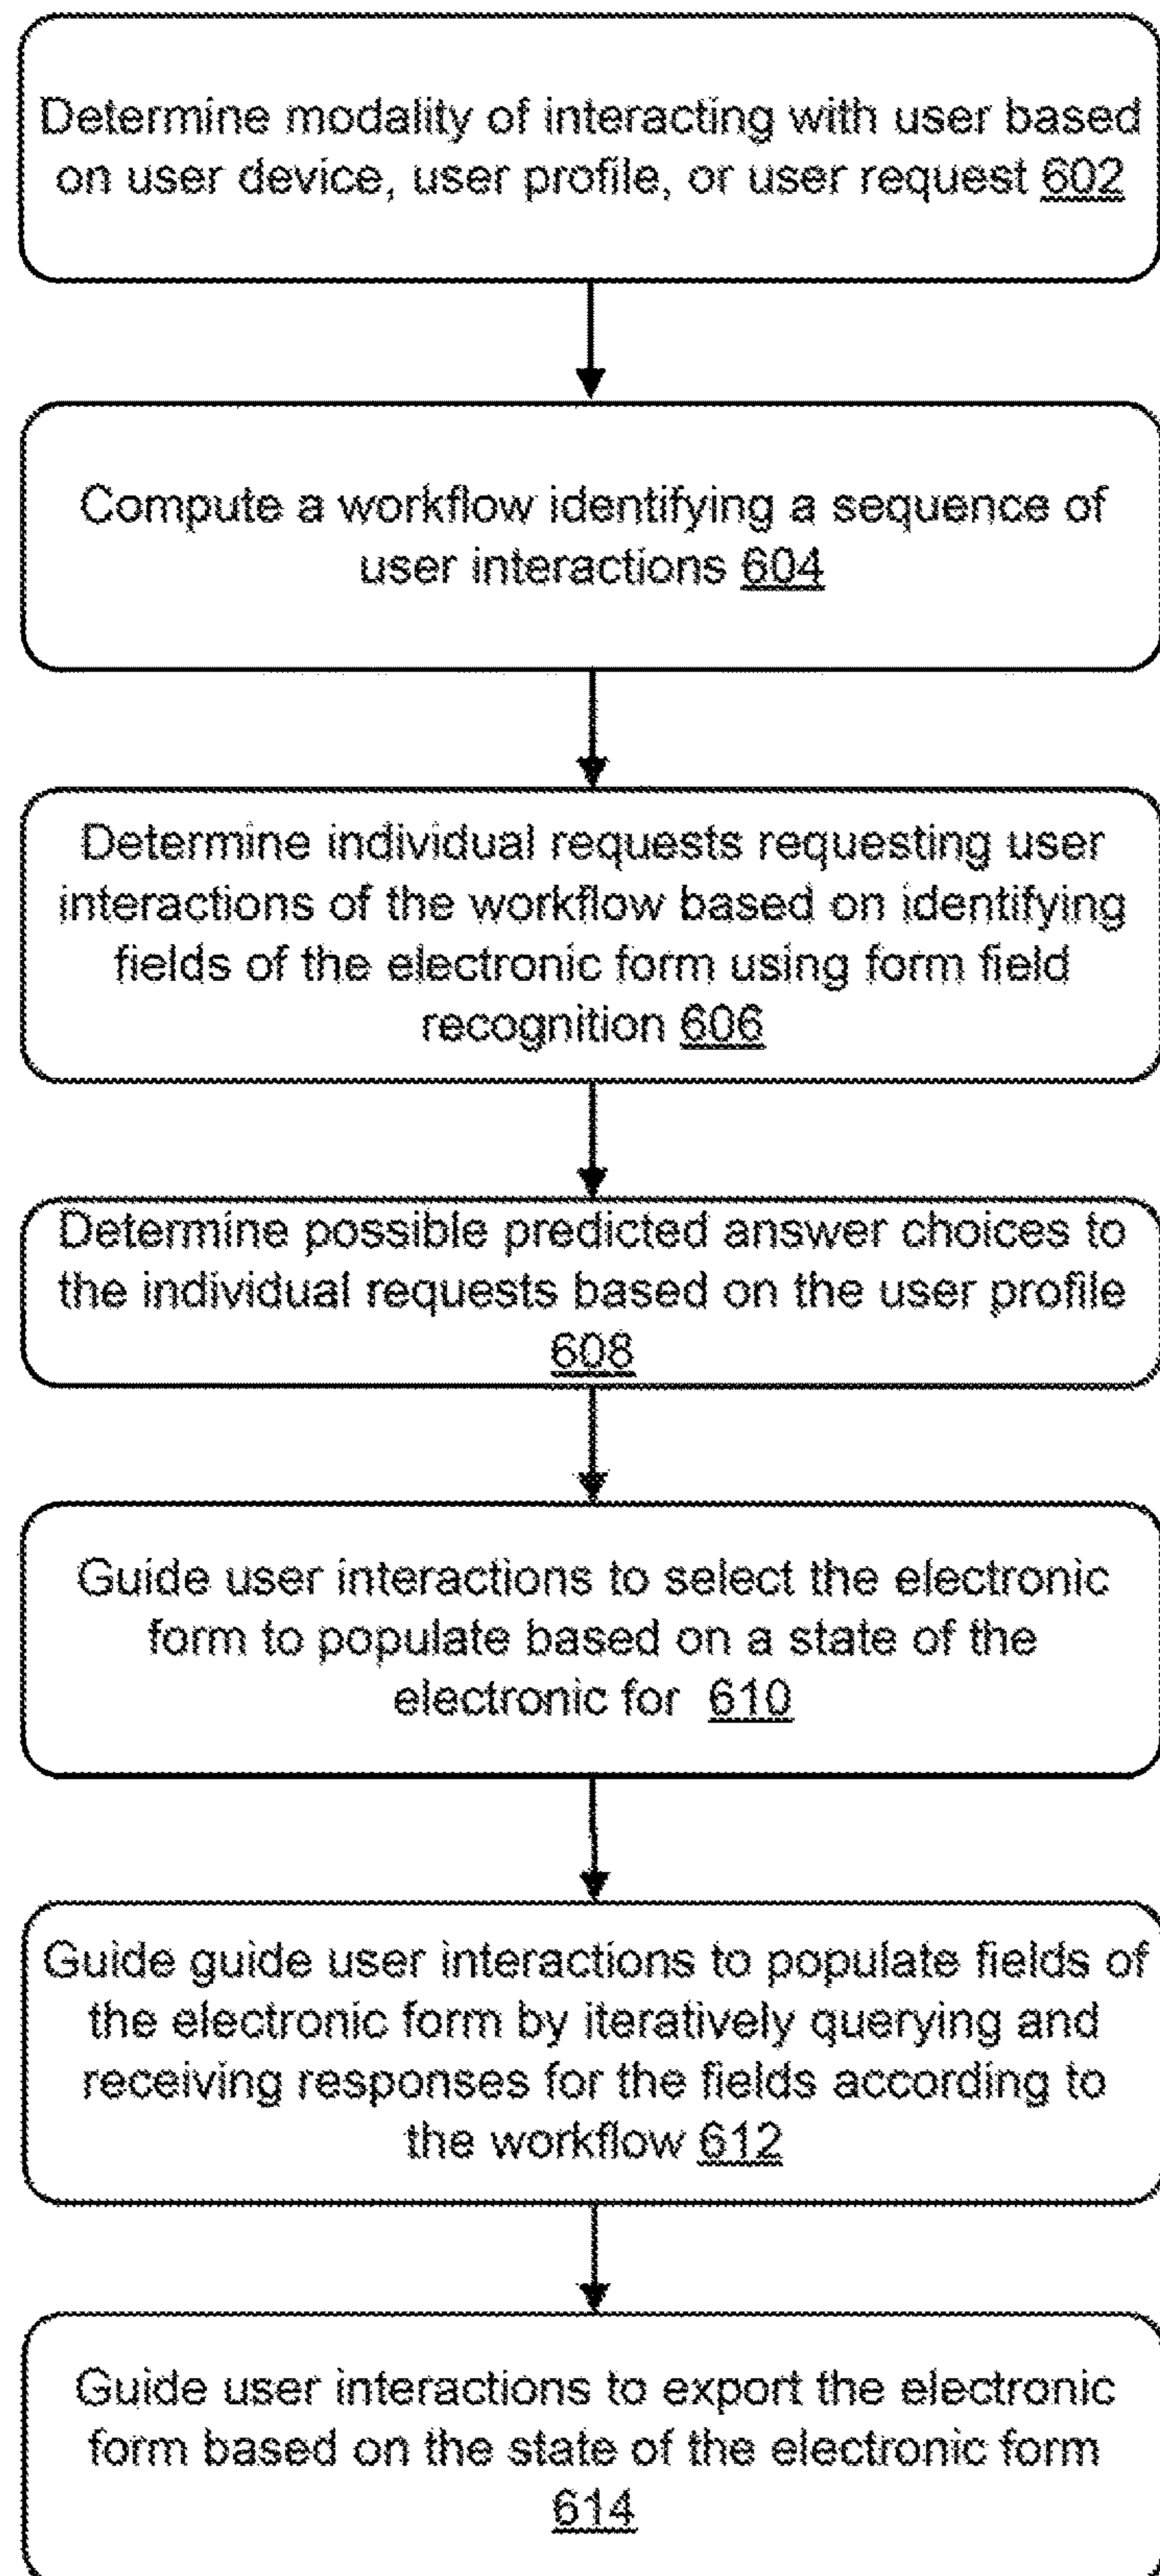 Determine modality of interacting with user based
on user device, user profile, or user request 602
Compute a workflow identifying a sequence of
user interactions 604
Determine individual requests requesting user
interactions of the workflow based on identifying
fields of the electronic form using form field
recognition 606
Determine possible predicted answer choices to
the individual requests based on the user profile
608
Guide user interactions to select the electronic
form to populate based on a state of the
electronic for 610
Guide guide user interactions to populate fields of
the electronic form by iteratively querying and
receiving responses for the fields according to
the workflow 612
Guide user interactions to export the electronic
form based on the state of the electronic form
614